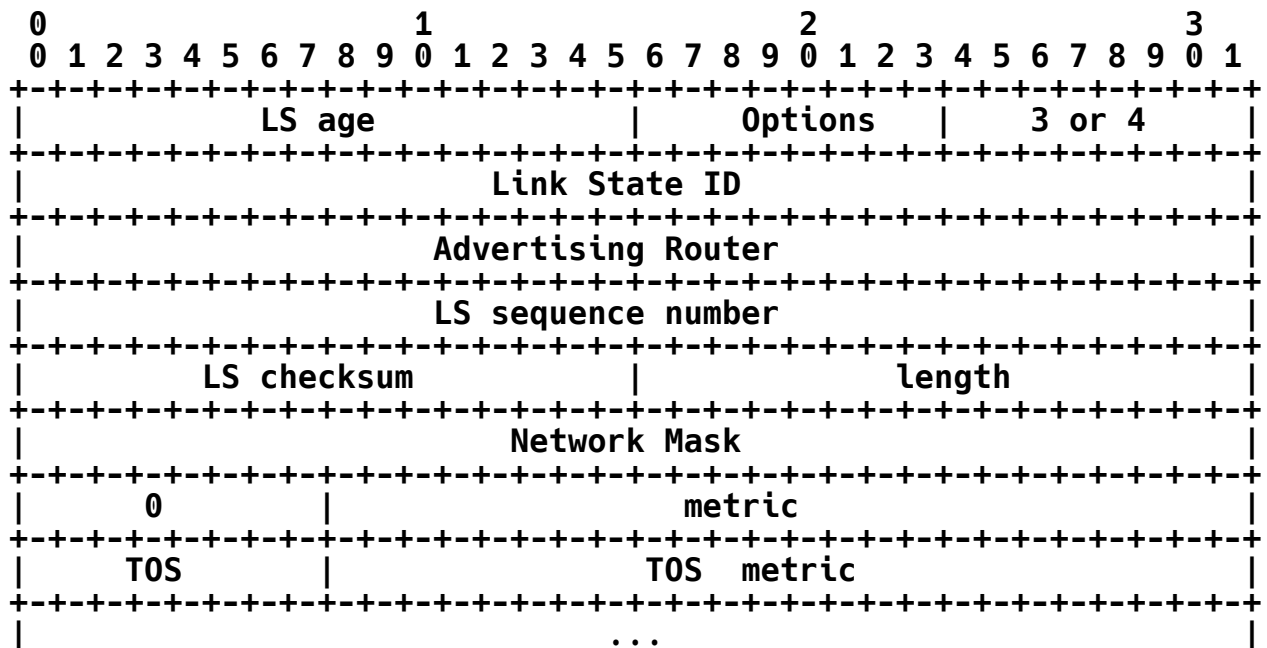 0                   1                   2                   3
0 1 2 3 4 5 6 7 8 9 0 1 2 3 4 5 6 7 8 9 0 1 2 3 4 5 6 7 8 9 0 1
+-+-+-+-+-+-+-+-+-+-+-+-+-+-+-+-+-+-+-+-+-+-+-+-+-+-+-+-+-+-+-+-+
|            LS age             |     Options   |    3 or 4     |
+-+-+-+-+-+-+-+-+-+-+-+-+-+-+-+-+-+-+-+-+-+-+-+-+-+-+-+-+-+-+-+-+
|                        Link State ID                          |
+-+-+-+-+-+-+-+-+-+-+-+-+-+-+-+-+-+-+-+-+-+-+-+-+-+-+-+-+-+-+-+-+
|                     Advertising Router                        |
+-+-+-+-+-+-+-+-+-+-+-+-+-+-+-+-+-+-+-+-+-+-+-+-+-+-+-+-+-+-+-+-+
|                     LS sequence number                        |
+-+-+-+-+-+-+-+-+-+-+-+-+-+-+-+-+-+-+-+-+-+-+-+-+-+-+-+-+-+-+-+-+
|         LS checksum           |             length            |
+-+-+-+-+-+-+-+-+-+-+-+-+-+-+-+-+-+-+-+-+-+-+-+-+-+-+-+-+-+-+-+-+
|                         Network Mask                          |
+-+-+-+-+-+-+-+-+-+-+-+-+-+-+-+-+-+-+-+-+-+-+-+-+-+-+-+-+-+-+-+-+
|      0        |                  metric                       |
+-+-+-+-+-+-+-+-+-+-+-+-+-+-+-+-+-+-+-+-+-+-+-+-+-+-+-+-+-+-+-+-+
|     TOS       |                TOS  metric                    |
+-+-+-+-+-+-+-+-+-+-+-+-+-+-+-+-+-+-+-+-+-+-+-+-+-+-+-+-+-+-+-+-+
|                              ...                              |